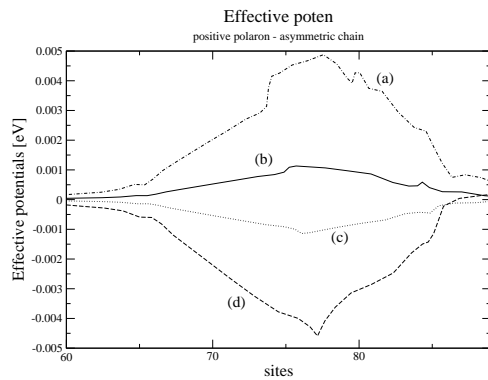 Effective poten
positive polaron - asymmetric chain
0.005
0.004
0.003
0.002
0.001
0
-0.001
-0.002
-0.003
-0.004
-0.005
Effective potentials [eV]
(a)
(b)
(c)
(d)
60
70
80
sites